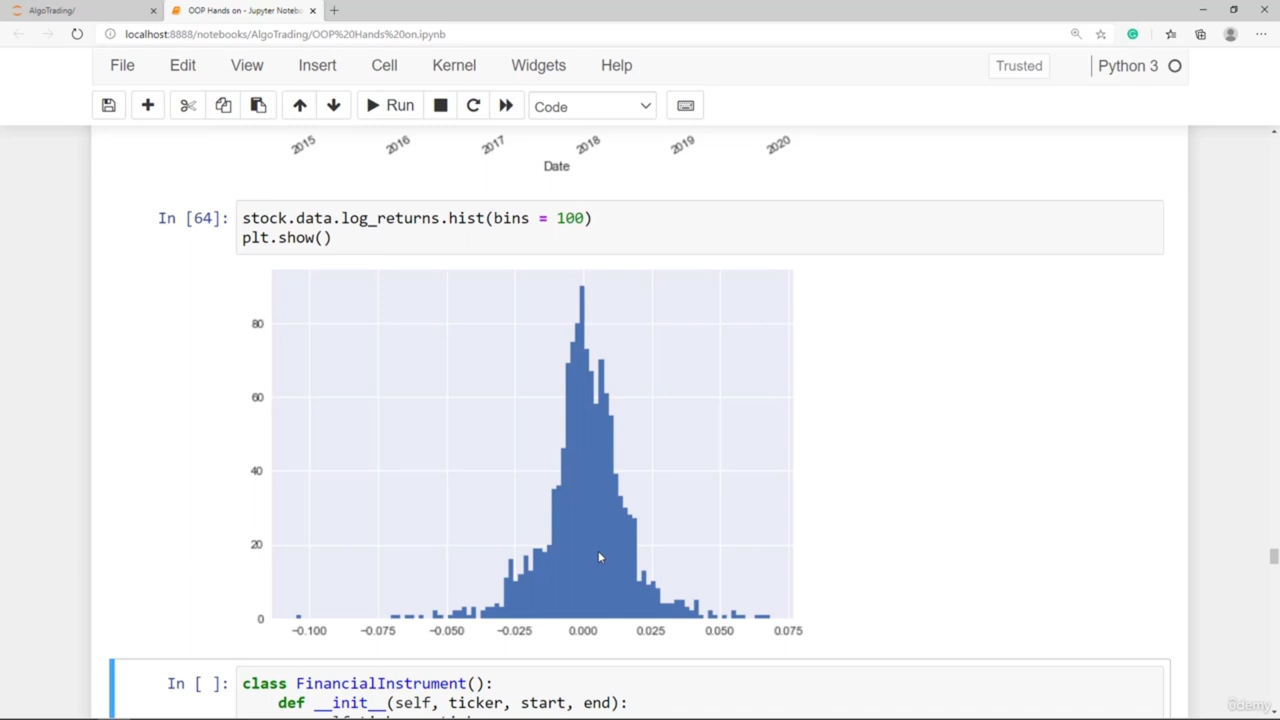 AlgoTrading/
OOP Hands on - Jupyter Notebo
localhost:8888/notebooks/AlgoTrading/OOP%20Hands%20on.ipynb
File Edit View Insert Cell Kernel Widgets Help
Trusted
Python 3
Run
Code
2015 2016 2017 2018 2019 2020
Date
In [64]: stock.data.log_returns.hist(bins = 100)
plt.show()
80
60
40
20
0
−0.100 −0.075 −0.050 −0.025 0.000 0.025 0.050 0.075
In [ ]: class FinancialInstrument():
def __init__(self, ticker, start, end):
ûdemy